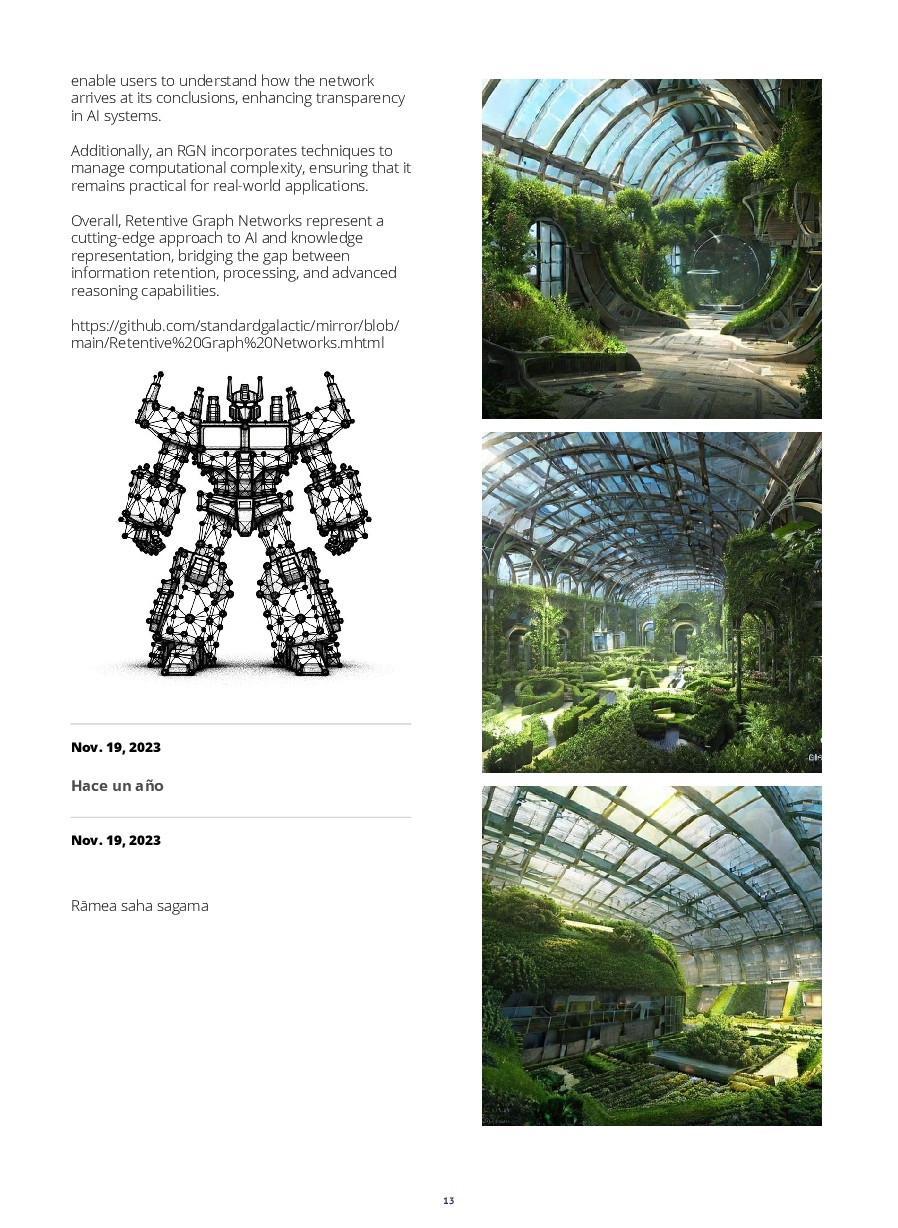 enable users to understand how the network
arrives at its conclusions, enhancing transparency
in AI systems.
Additionally, an RGN incorporates techniques to
manage computational complexity, ensuring that it
remains practical for real-world applications.
Overall, Retentive Graph Networks represent a
cutting-edge approach to AI and knowledge
representation, bridging the gap between
information retention, processing, and advanced
reasoning capabilities.
https://github.com/standardgalactic/mirror/blob/
main/Retentive%20Graph%20Networks.mhtml
Nov. 19, 2023
Hace un año
Nov. 19, 2023
Rāmea saha sagama
13